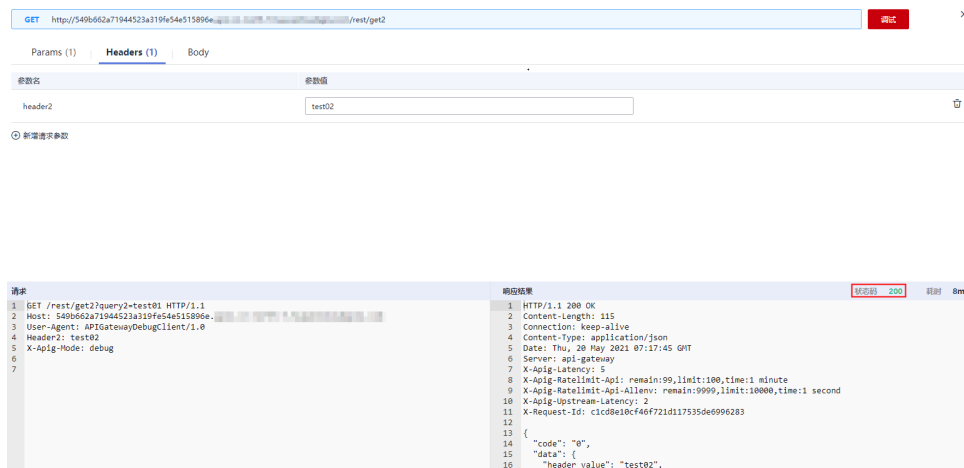 GET http://549b662a71944523a319fe54e515896e. /rest/get2 调试
Params (1) Headers (1) Body
参数名 参数值
header2 test02
新增请求参数
请求
1 GET /rest/get2?query2=test01 HTTP/1.1
2 Host: 549b662a71944523a319fe54e515896e.
3 User-Agent: APIGatewayDebugClient/1.0
4 Header2: test02
5 X-Apig-Mode: debug
6
7
响应结果 状态码 200 耗时 8m
1 HTTP/1.1 200 OK
2 Content-Length: 115
3 Connection: keep-alive
4 Content-Type: application/json
5 Date: Thu, 20 May 2021 07:17:45 GMT
6 Server: api-gateway
7 X-Apig-Latency: 5
8 X-Apig-Ratelimit-Api: remain:99,limit:100,time:1 minute
9 X-Apig-Ratelimit-Api-Allenv: remain:9999,limit:10000,time:1 second
10 X-Apig-Upstream-Latency: 2
11 X-Request-Id: c1cd8e10cf46f721d117535de6996283
12
13 {
14 "code": "0",
15 "data": {
16 "header value": "test02",